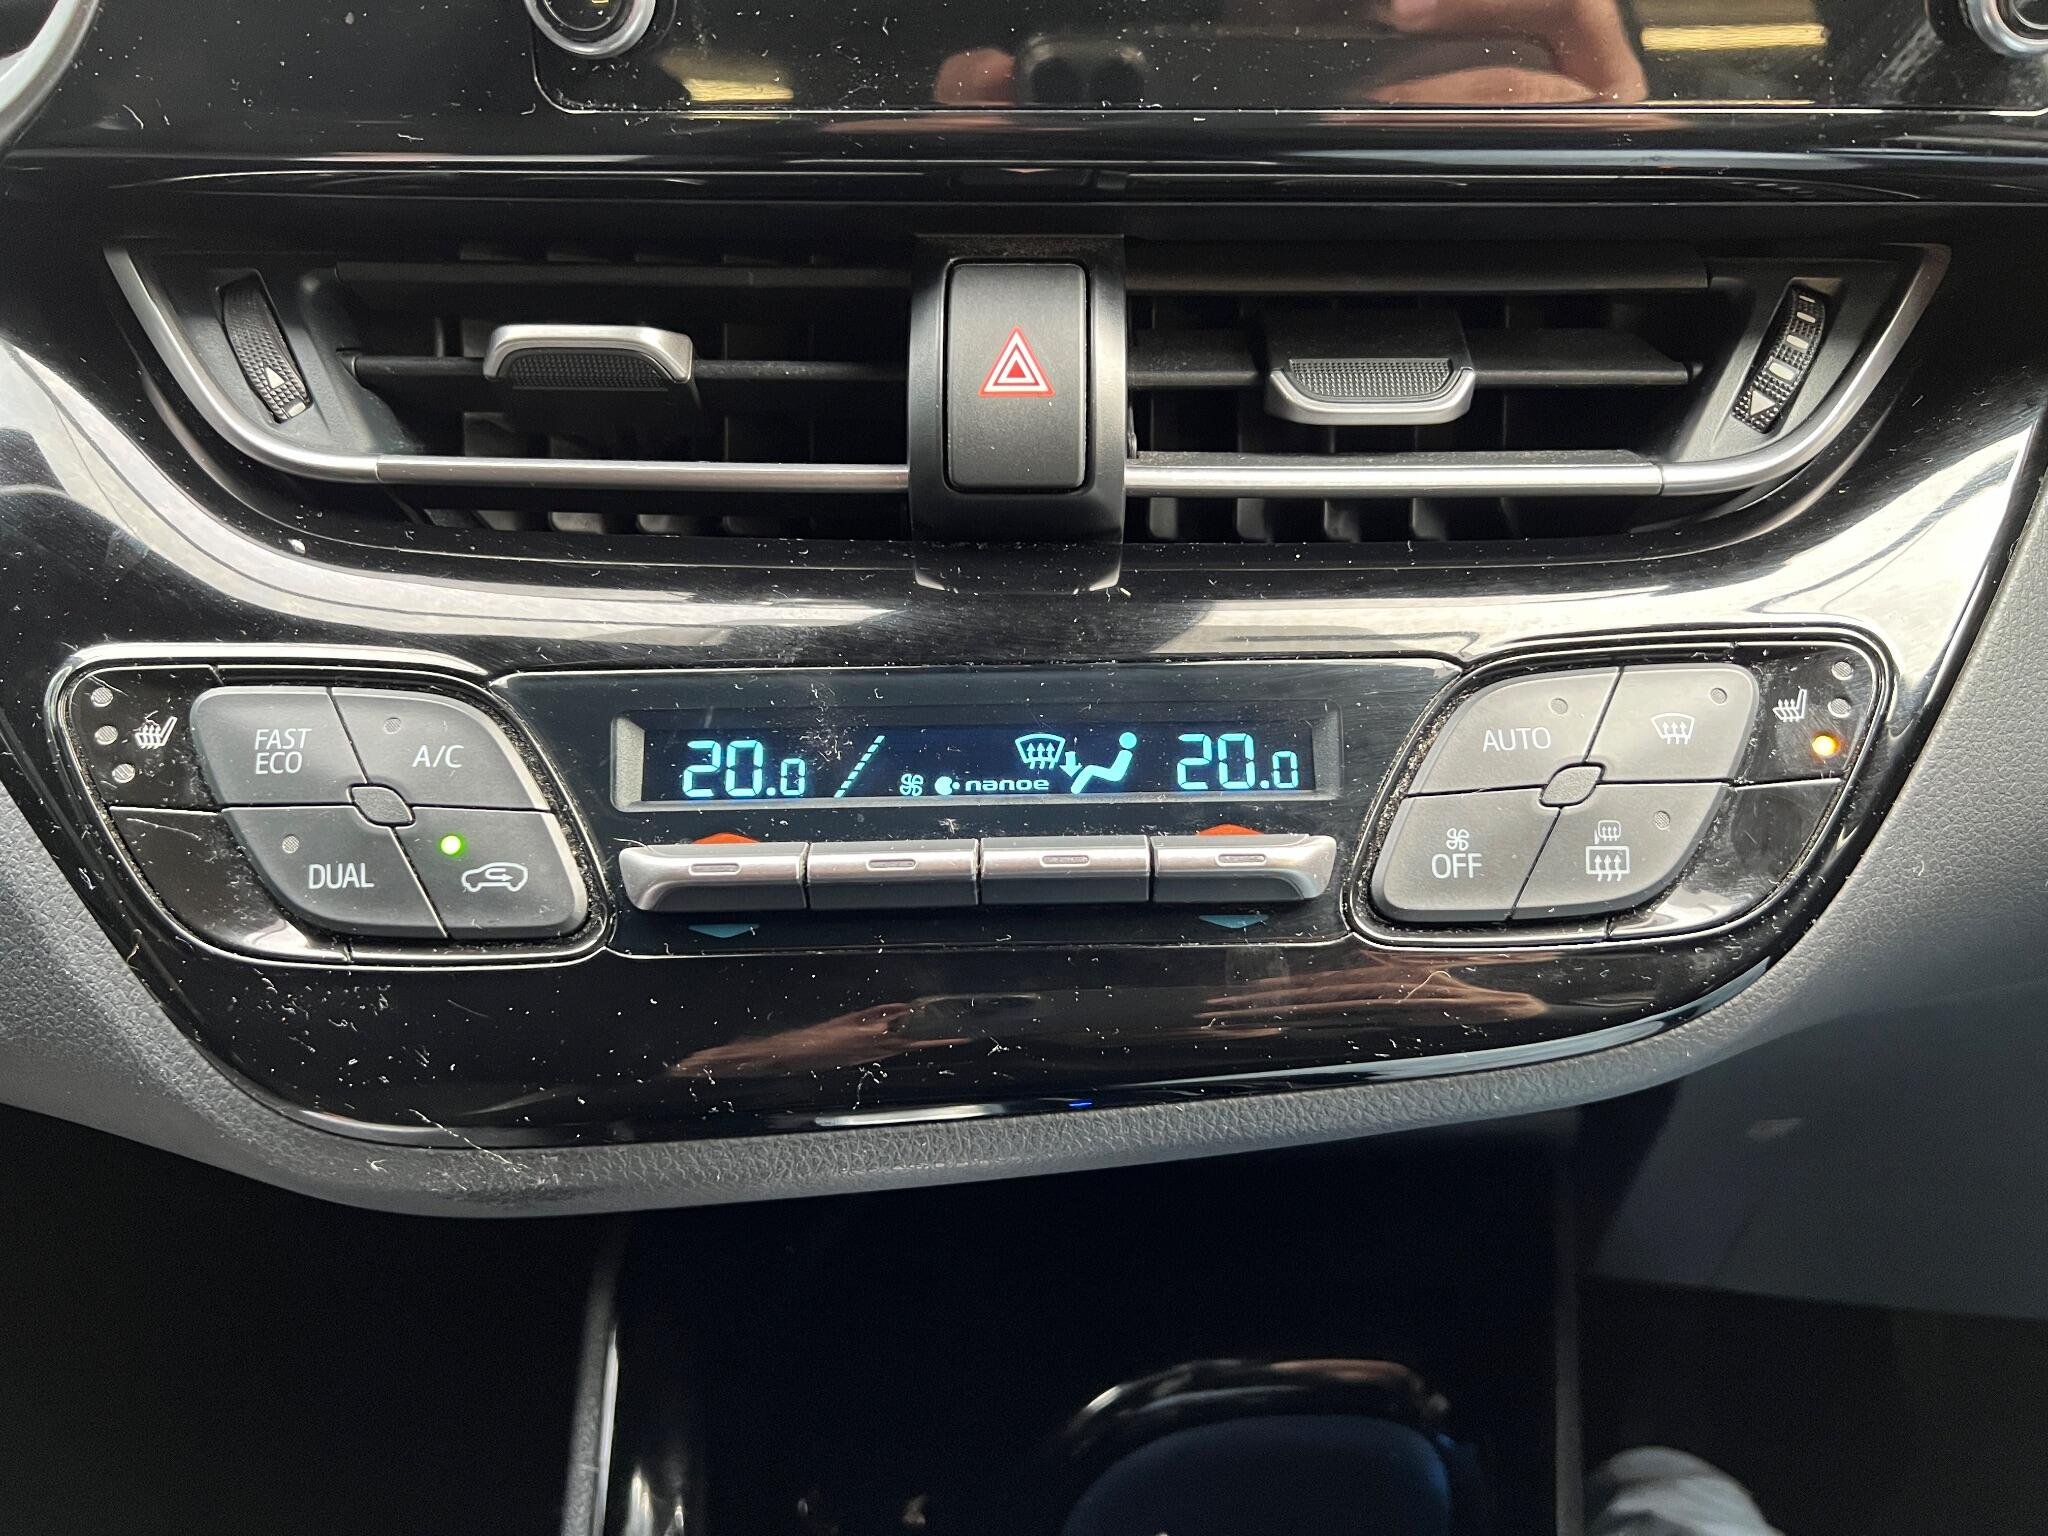 FAST
ECO
A/C
DUAL
20.0
nanoe
20.0
AUTO
OFF